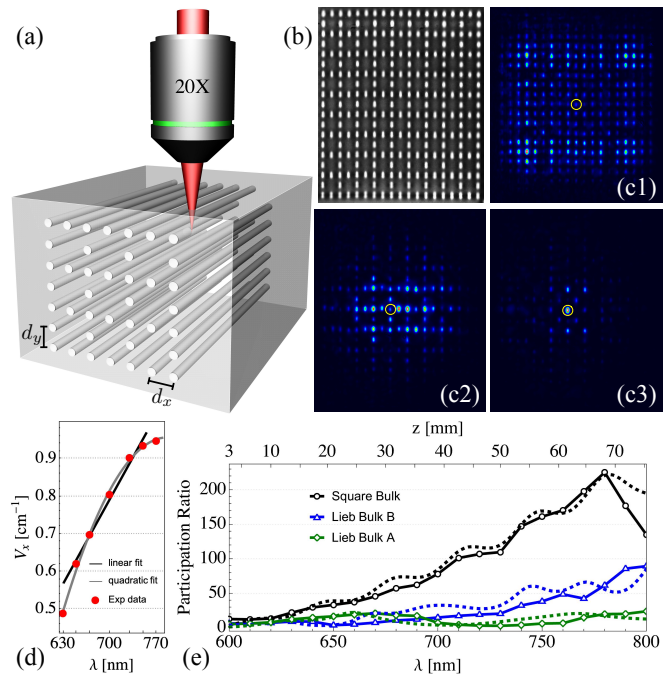 (a)
20X
d_y
d_x
(b)
(c1)
(c2)
(c3)
V_x [cm⁻¹]
0.9
0.8
0.7
0.6
0.5
linear fit
quadratic fit
Exp data
630 700 770
(d) λ [nm]
z [mm]
3 10 20 30 40 50 60 70
Participation Ratio
200
150
100
50
0
Square Bulk
Lieb Bulk B
Lieb Bulk A
600 650 700 750 800
(e) λ [nm]